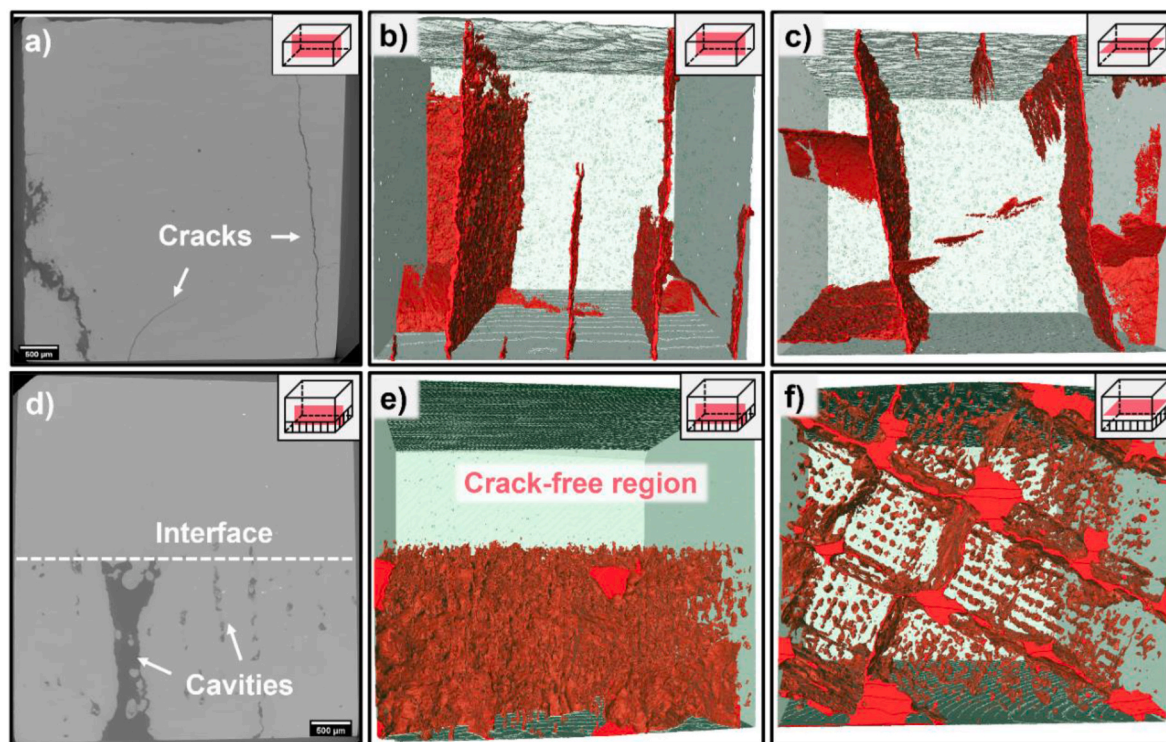 a)
Cracks
500 µm
b)
c)
d)
Interface
Cavities
500 µm
e)
Crack-free region
f)